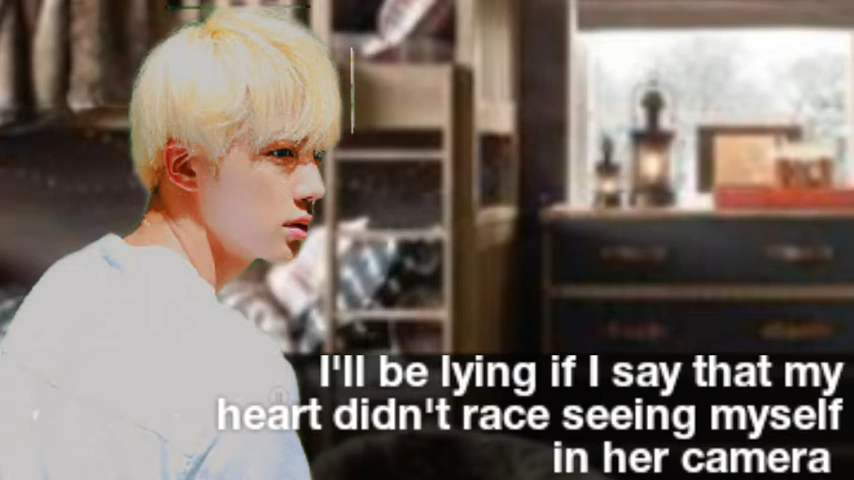 I'll be lying if I say that my
heart didn't race seeing myself
in her camera